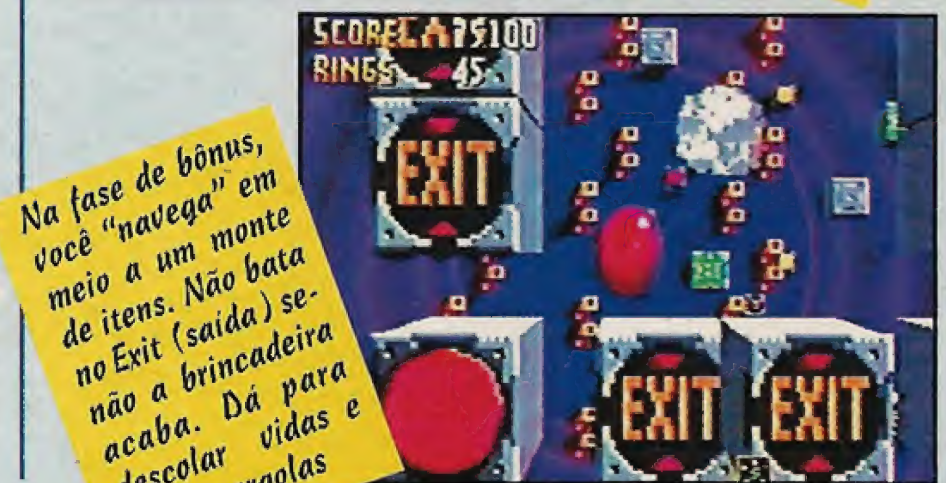 Na fase de bônus,
você "navega" em
meio a um monte
de itens. Não bata
no Exit (saída) se-
não a brincadeira
acaba. Dá para
descolar vidas e
SCORE 75100
RINGS 45
EXIT
EXIT
EXIT